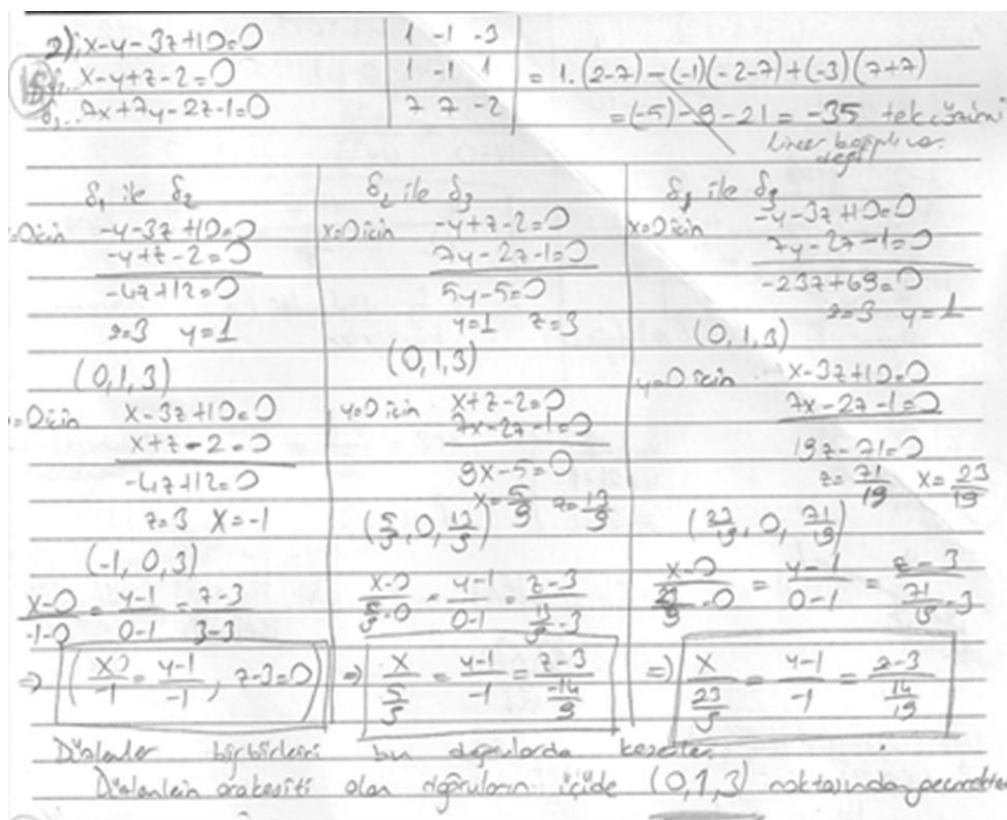 2) x-y-3z+10=0
δ₂... x-y+z-2=0
δ₃... 7x+7y-2z-1=0
1 -1 -3
1 -1 1
7 7 -2
= 1.(2-7)-(-1)(-2-7)+(-3)(7+7)
=(-5)-9-21 = -35 tek çözüm
lineer bağımlı
değil
δ₁ ile δ₂
=0 için -y-3z+10=0
-y+z-2=0
-4z+12=0
z=3 y=1
(0,1,3)
=0 için x-3z+10=0
x+z-2=0
-4z+12=0
z=3 x=-1
(-1,0,3)
x-0/-1-0 = y-1/0-1 = z-3/3-3
⇒ (x/-1 = y-1/-1, z-3=0)
δ₂ ile δ₃
x=0 için -y+z-2=0
7y-2z-1=0
5y-5=0
y=1 z=3
(0,1,3)
y=0 için x+z-2=0
7x-2z-1=0
9x-5=0
x=5/9 z=13/9
(5/9, 0, 13/9)
x-0/5/9-0 = y-1/0-1 = z-3/13/9-3
⇒ x/5/9 = y-1/-1 = z-3/-14/9
δ₁ ile δ₃
x=0 için -y-3z+10=0
7y-2z-1=0
-23z+69=0
z=3 y=1
(0,1,3)
y=0 için x-3z+10=0
7x-2z-1=0
19z-71=0
z=71/19 x=23/19
(23/19, 0, 71/19)
x-0/23/19-0 = y-1/0-1 = z-3/71/19-3
⇒ x/23/9 = y-1/-1 = z-3/14/19
Düzlemler birbirlerini bu doğrularda keserler.
Düzlemlein arakesiti olan doğruların üçüde (0,1,3) noktasından geçmekte